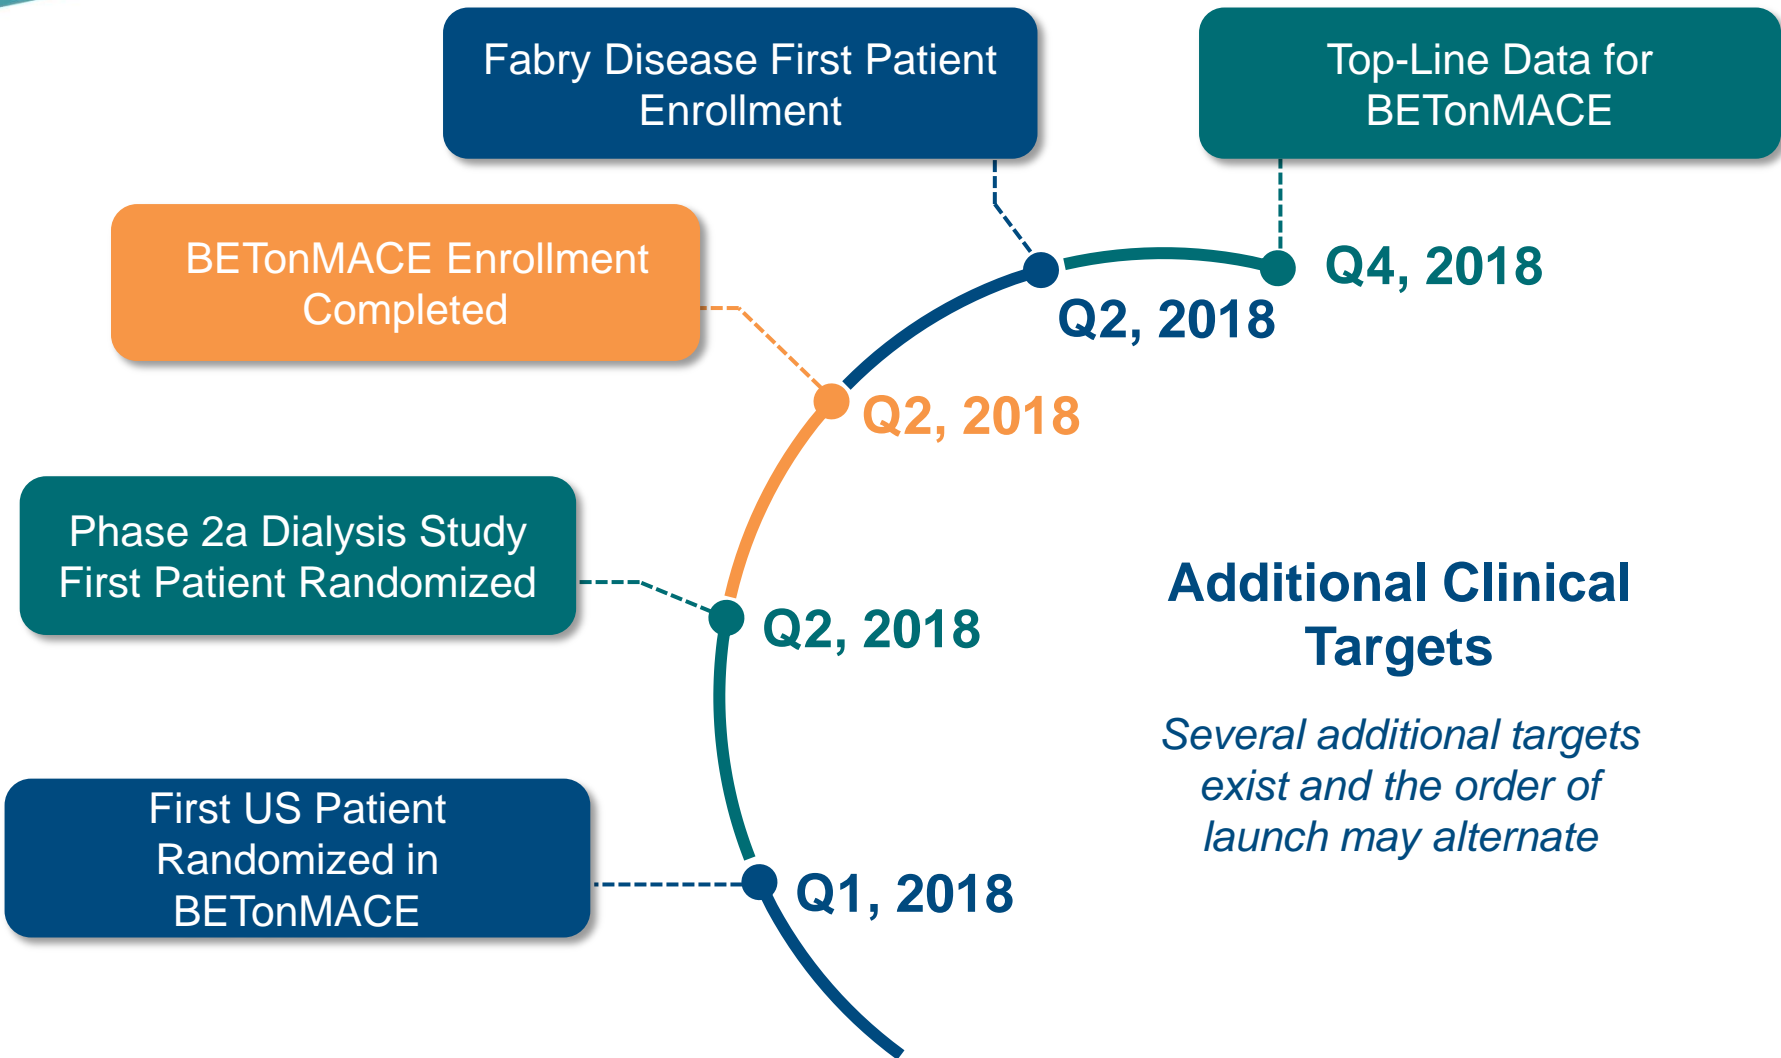 Fabry Disease First Patient
Enrollment
Top-Line Data for
BETonMACE
BETonMACE Enrollment
Completed
Q4, 2018
Q2, 2018
Q2, 2018
Phase 2a Dialysis Study
First Patient Randomized
Q2, 2018
Additional Clinical
Targets
Several additional targets
exist and the order of
launch may alternate
First US Patient
Randomized in
BETonMACE
Q1, 2018